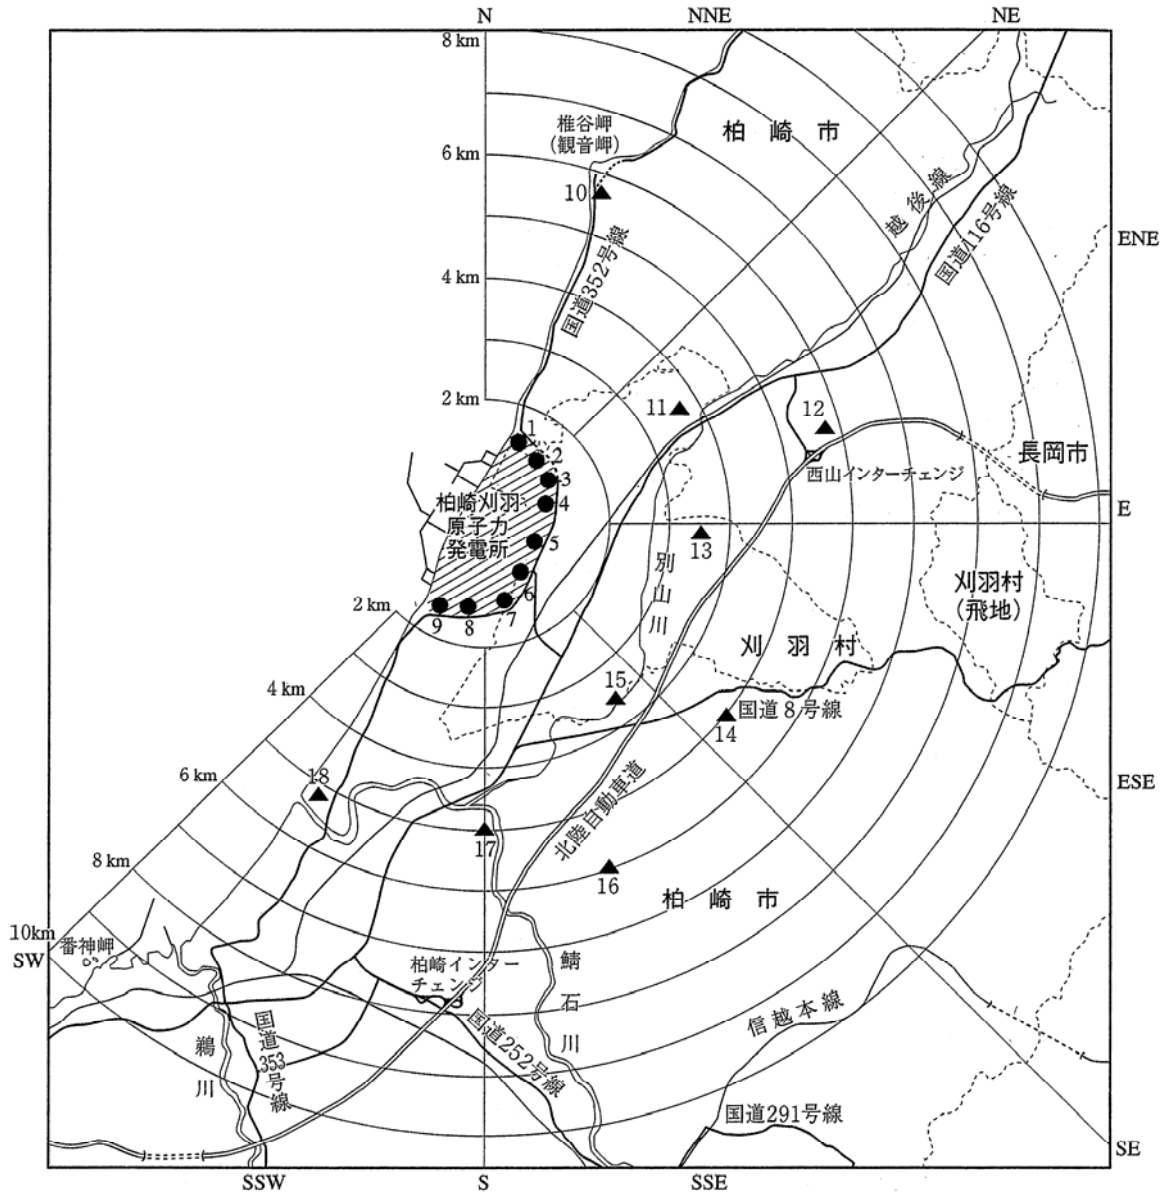 N
NNE
NE
8 km
椎谷岬
(観音岬)
柏崎市
6 km
10
越後線
国道116号線
国道352号線
ENE
4 km
2 km
11
12
1
2
3
4
5
6
7
8
9
柏崎刈羽
原子力
発電所
西山インターチェンジ
長岡市
E
13
別山川
刈羽村
(飛地)
2 km
刈羽村
15
4 km
国道8号線
14
6 km
18
ESE
北陸自動車道
17
8 km
16
柏崎市
10km
SW
番神岬
柏崎インター
チェンジ
鯖石川
信越本線
国道353号線
鵜川
国道252号線
国道291号線
SE
SSW
S
SSE